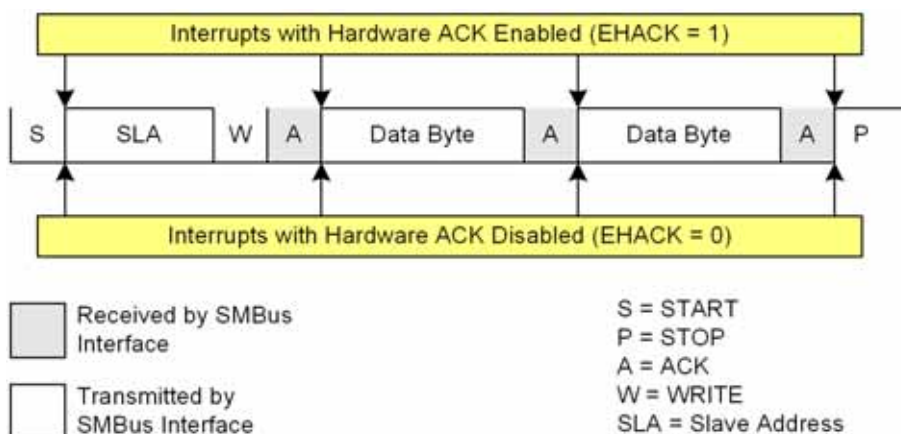 Interrupts with Hardware ACK Enabled (EHACK = 1)
S SLA W A Data Byte A Data Byte A P
Interrupts with Hardware ACK Disabled (EHACK = 0)
Received by SMBus
Interface
Transmitted by
SMBus Interface
S = START
P = STOP
A = ACK
W = WRITE
SLA = Slave Address